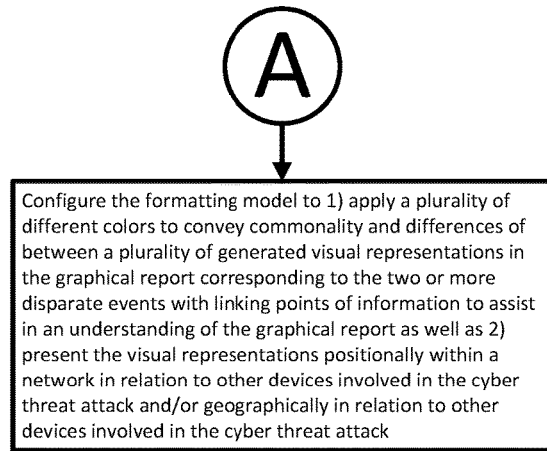 A
Configure the formatting model to 1) apply a plurality of
different colors to convey commonality and differences of
between a plurality of generated visual representations in
the graphical report corresponding to the two or more
disparate events with linking points of information to assist
in an understanding of the graphical report as well as 2)
present the visual representations positionally within a
network in relation to other devices involved in the cyber
threat attack and/or geographically in relation to other
devices involved in the cyber threat attack